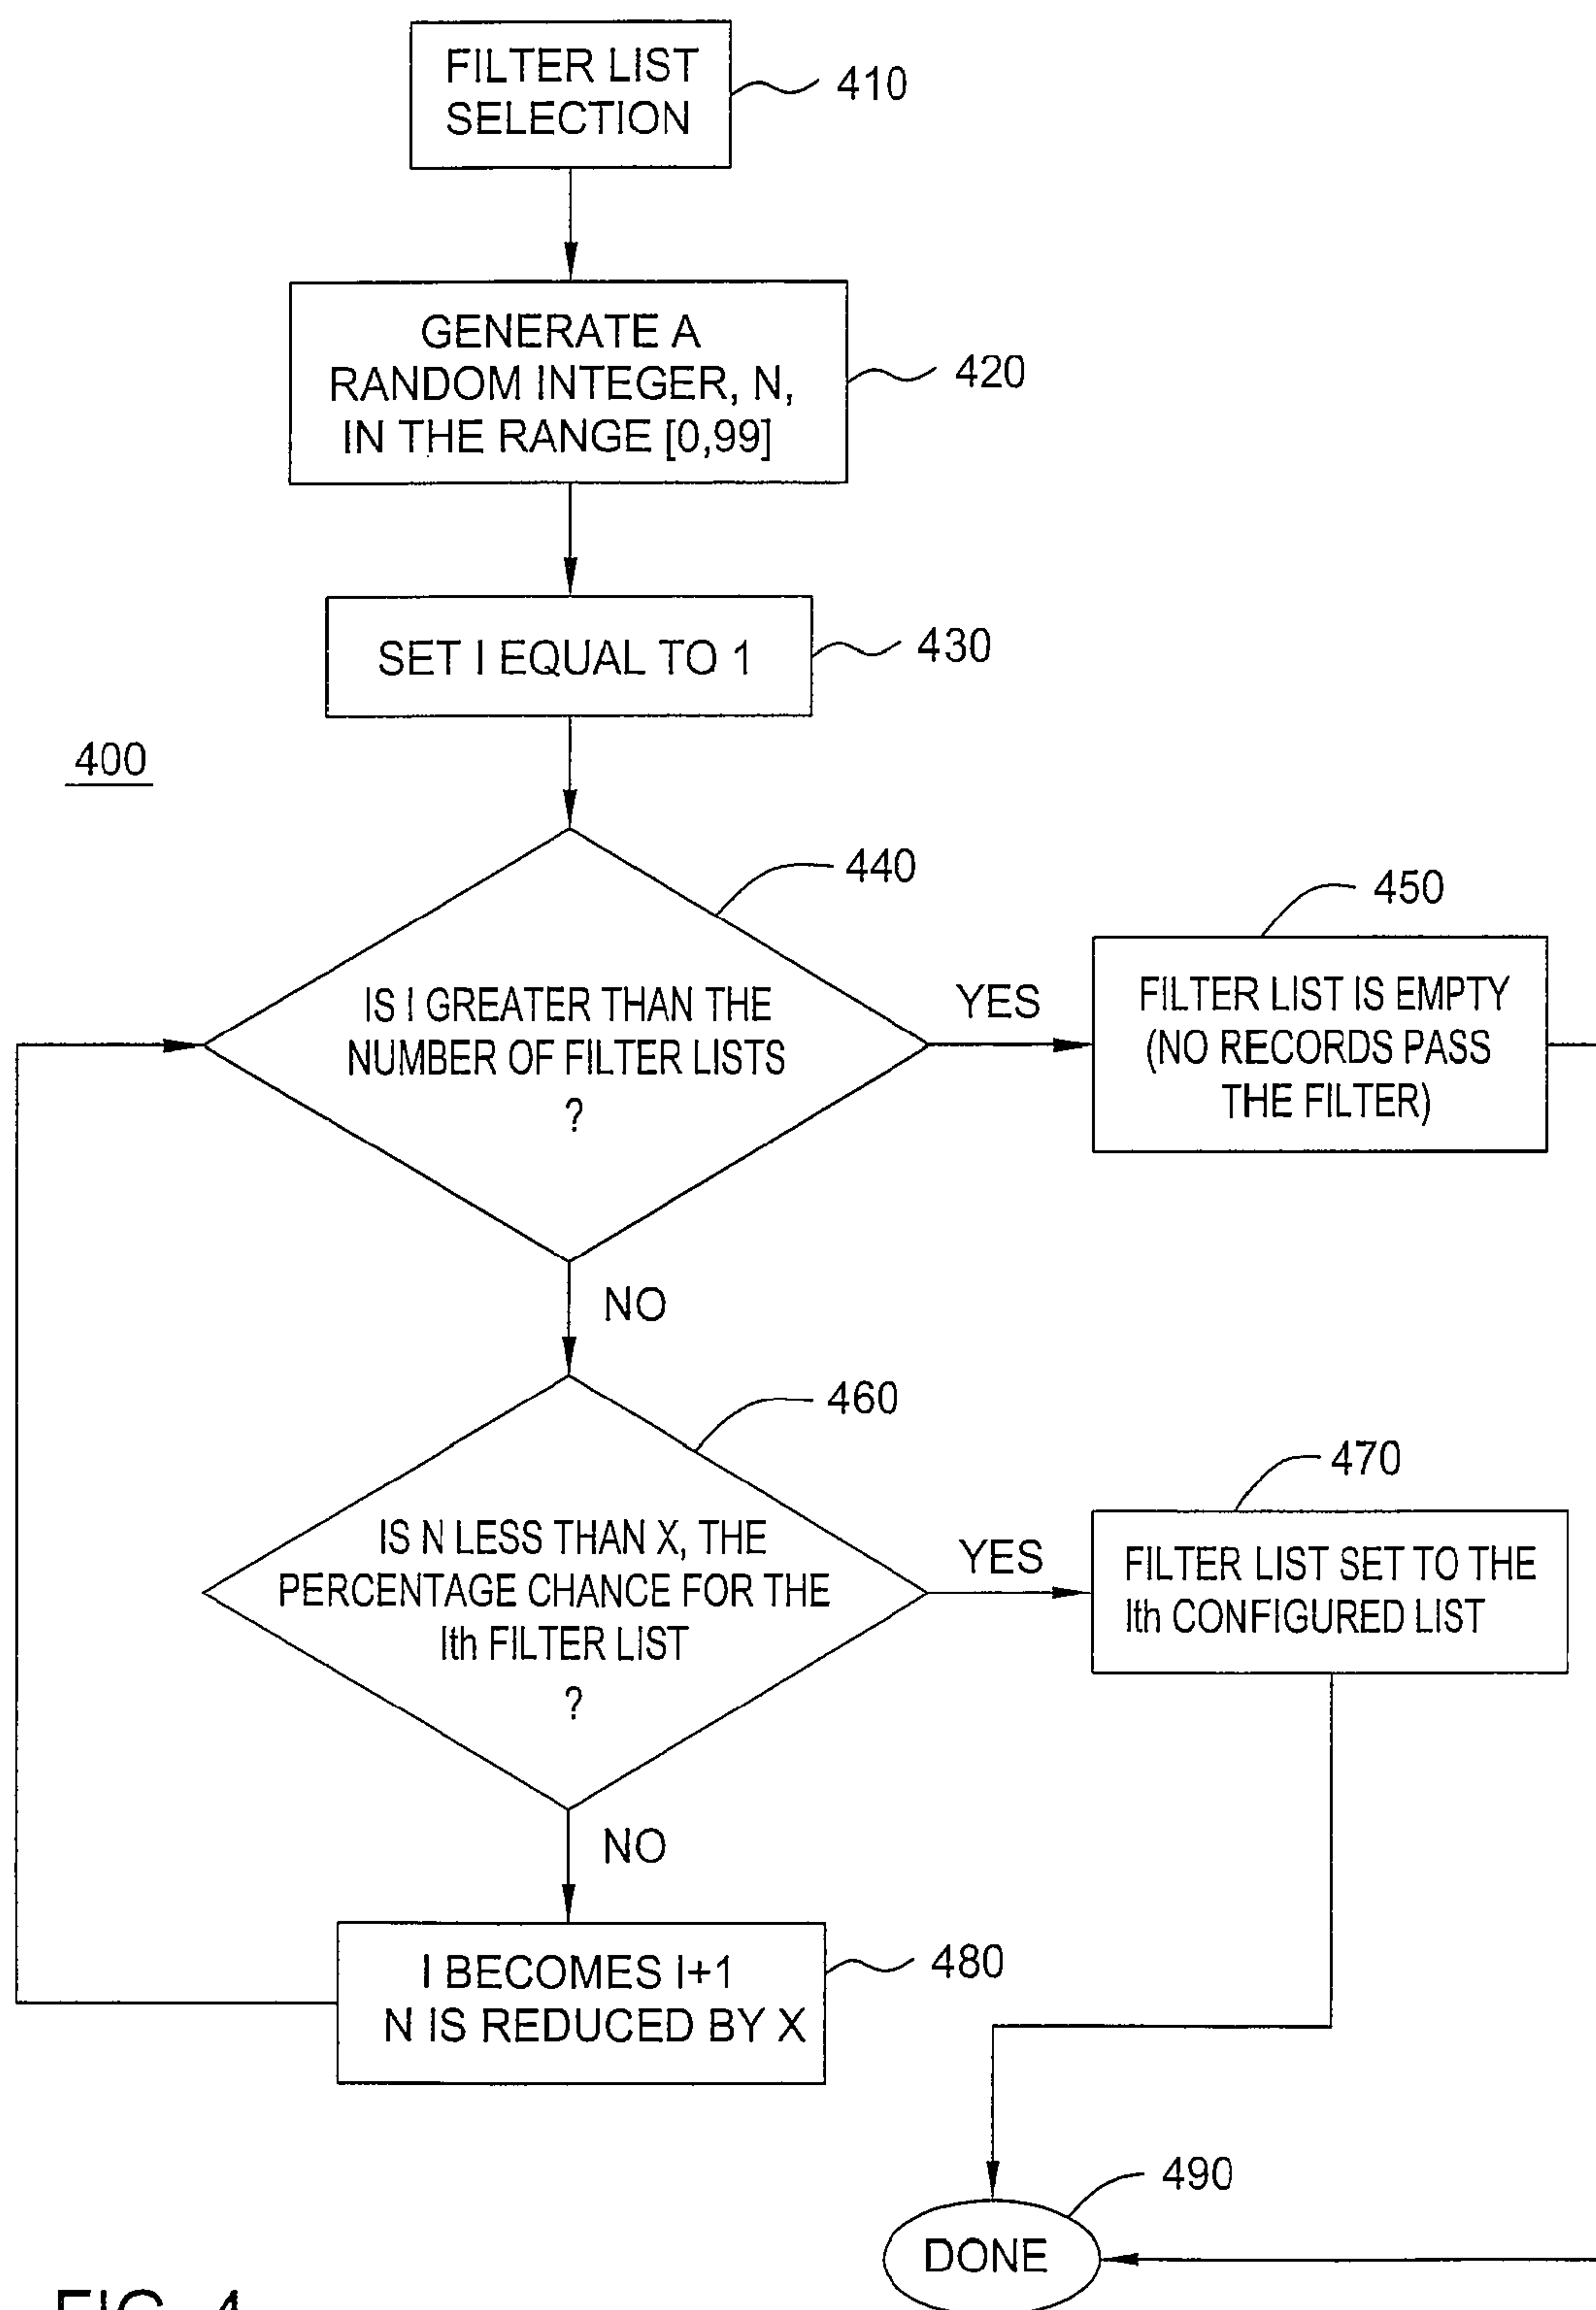 FILTER LIST
SELECTION
410
GENERATE A
RANDOM INTEGER, N,
IN THE RANGE [0,99]
420
SET I EQUAL TO 1
430
400
440
IS I GREATER THAN THE
NUMBER OF FILTER LISTS
?
YES
450
FILTER LIST IS EMPTY
(NO RECORDS PASS
THE FILTER)
NO
460
IS N LESS THAN X, THE
PERCENTAGE CHANCE FOR THE
Ith FILTER LIST
?
YES
470
FILTER LIST SET TO THE
Ith CONFIGURED LIST
NO
I BECOMES I+1
N IS REDUCED BY X
480
490
DONE
FIG. 4